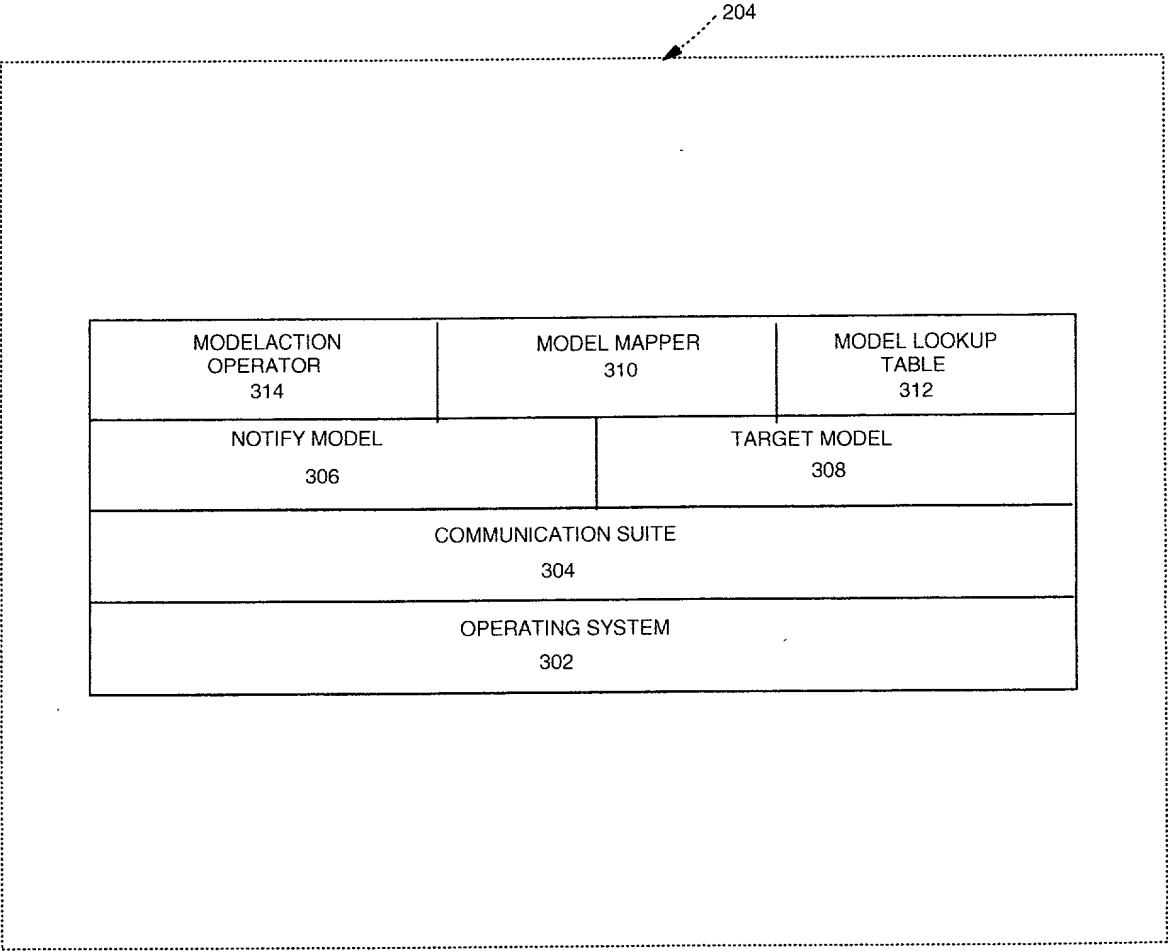 204
MODELACTION
OPERATOR
314
MODEL MAPPER
310
MODEL LOOKUP
TABLE
312
NOTIFY MODEL
306
TARGET MODEL
308
COMMUNICATION SUITE
304
OPERATING SYSTEM
302